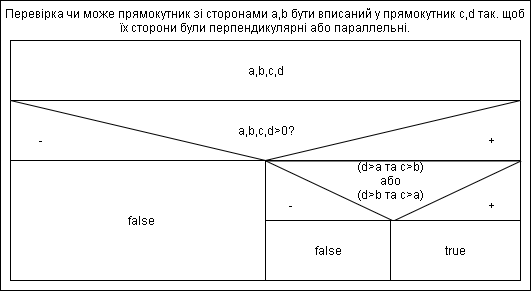 Перевірка чи може прямокутник зі сторонами a,b бути вписаний у прямокутник c,d так. щоб
їх сторони були перпендикулярні або параллельні.
a,b,c,d
a,b,c,d>0?
-
+
(d>a та c>b)
або
(d>b та c>a)
-
+
false
false
true